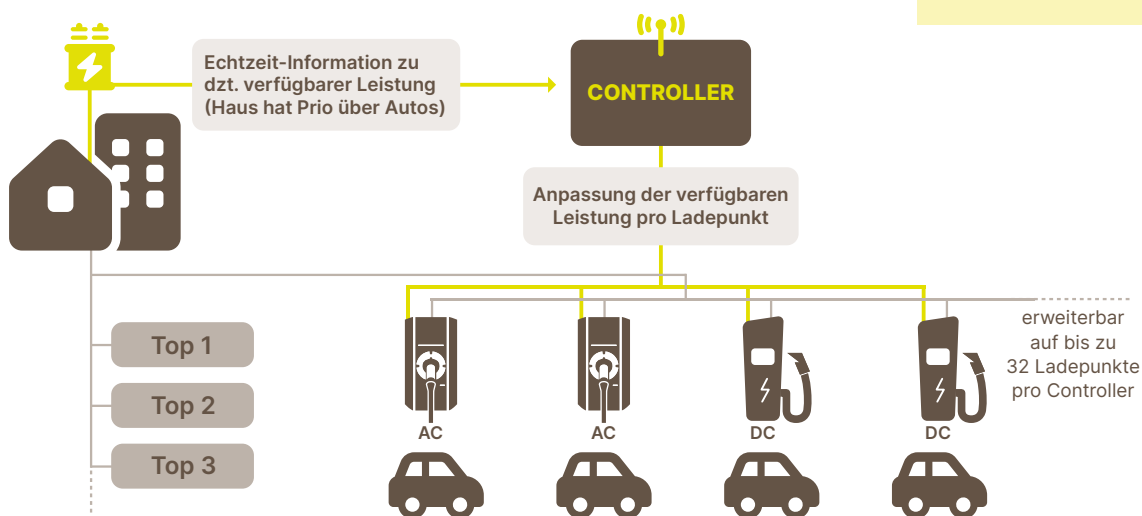 Echtzeit-Information zu
dzt. verfügbarer Leistung
(Haus hat Prio über Autos)
CONTROLLER
Anpassung der verfügbaren
Leistung pro Ladepunkt
Top 1
Top 2
Top 3
AC
AC
DC
DC
erweiterbar
auf bis zu
32 Ladepunkte
pro Controller